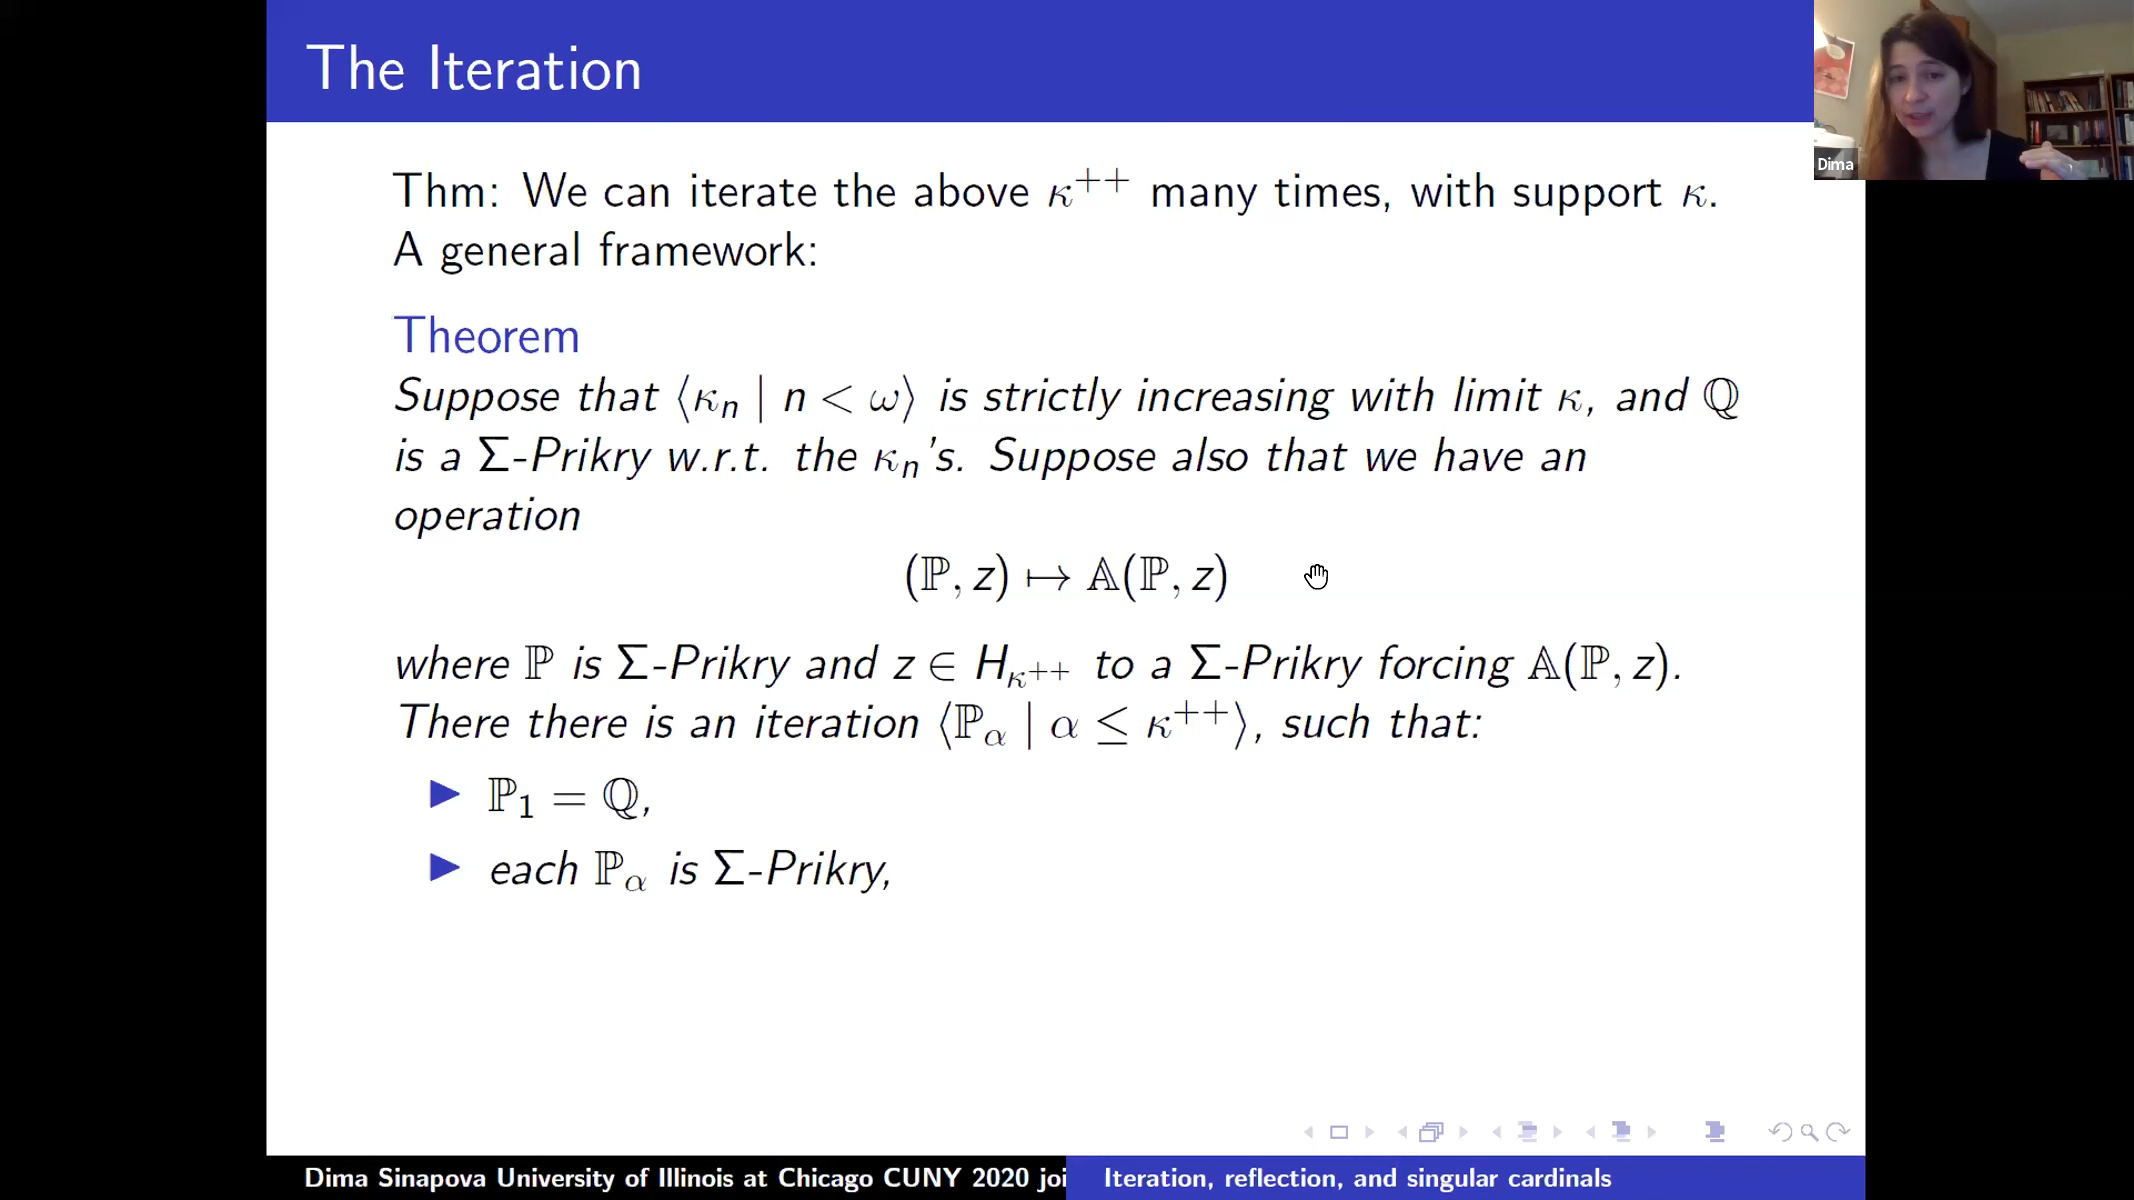 The Iteration
Dima
Thm: We can iterate the above κ⁺⁺ many times, with support κ.
A general framework:
Theorem
Suppose that ⟨κₙ | n < ω⟩ is strictly increasing with limit κ, and ℚ
is a Σ-Prikry w.r.t. the κₙ's. Suppose also that we have an
operation
(ℙ, z) ↦ 𝔸(ℙ, z)
where ℙ is Σ-Prikry and z ∈ H_{κ⁺⁺} to a Σ-Prikry forcing 𝔸(ℙ, z).
There there is an iteration ⟨ℙ_α | α ≤ κ⁺⁺⟩, such that:
▶ ℙ₁ = ℚ,
▶ each ℙ_α is Σ-Prikry,
Dima Sinapova University of Illinois at Chicago CUNY 2020 joi
Iteration, reflection, and singular cardinals